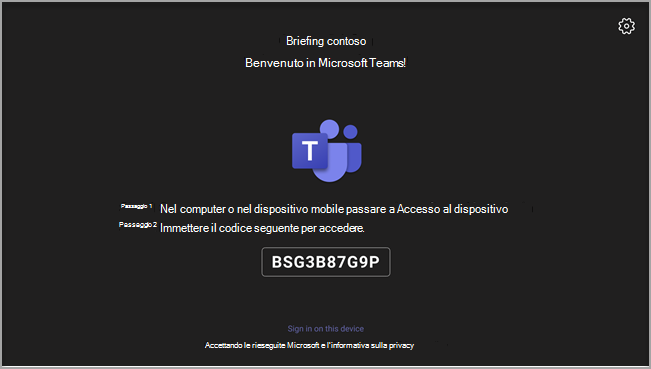 Briefing contoso
Benvenuto in Microsoft Teams!
T
Passaggio 1 Nel computer o nel dispositivo mobile passare a Accesso al dispositivo
Passaggio 2 Immettere il codice seguente per accedere.
BSG3B87G9P
Sign in on this device
Accettando le rieseguite Microsoft e l'informativa sulla privacy